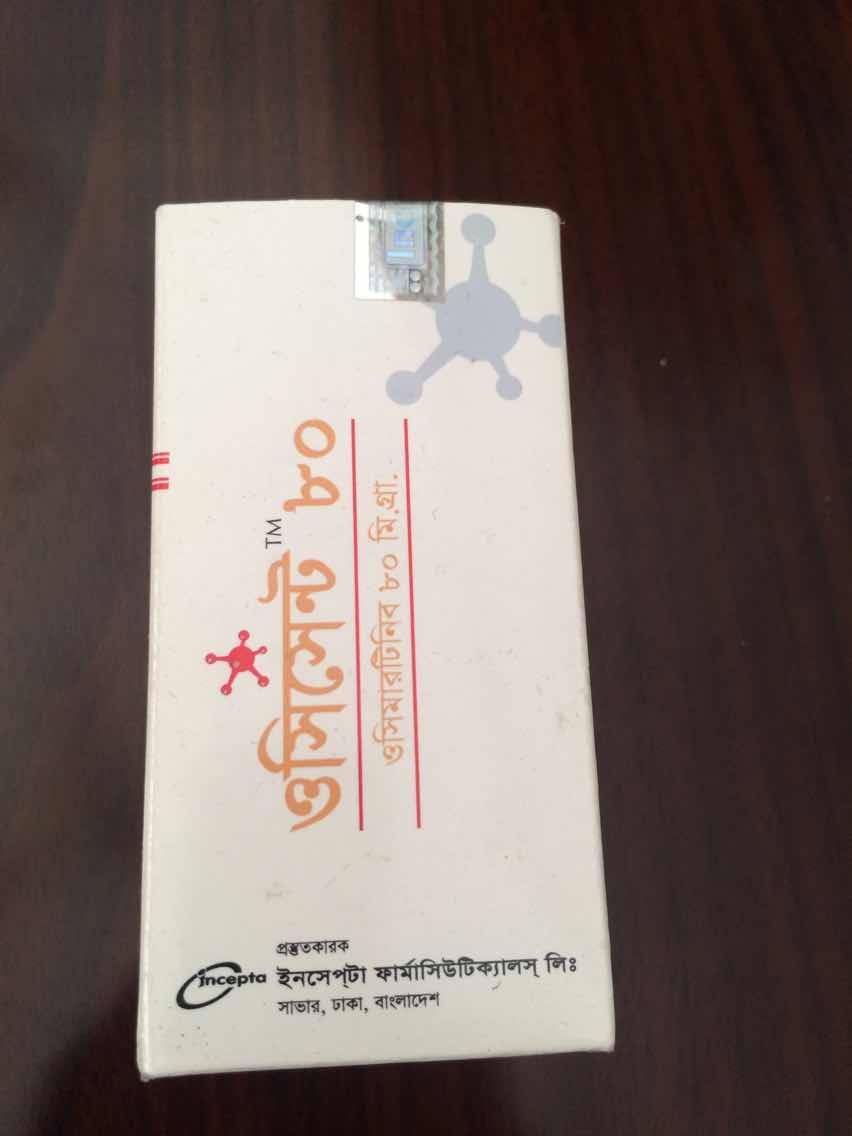 ওসিসেন্ট™ ৮০
ওসিমারটিনিব ৮০ মি.গ্রা.
প্রস্তুতকারক
incepta ইনসেপ্‌টা ফার্মাসিউটিক্যালস্ লিঃ
সাভার, ঢাকা, বাংলাদেশ